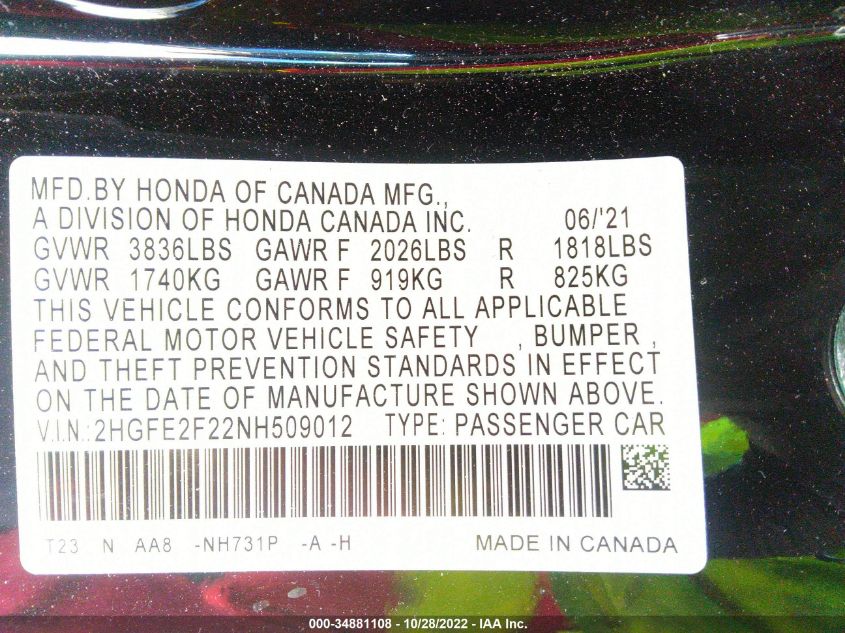 MFD.BY HONDA OF CANADA MFG.,
A DIVISION OF HONDA CANADA INC. 06/'21
GVWR 3836LBS GAWR F 2026LBS R 1818LBS
GVWR 1740KG GAWR F 919KG R 825KG
THIS VEHICLE CONFORMS TO ALL APPLICABLE
FEDERAL MOTOR VEHICLE SAFETY , BUMPER ,
AND THEFT PREVENTION STANDARDS IN EFFECT
ON THE DATE OF MANUFACTURE SHOWN ABOVE.
V.I.N.:2HGFE2F22NH509012 TYPE: PASSENGER CAR
T23 N AA8 -NH731P -A -H MADE IN CANADA
000-34881108 - 10/28/2022 - IAA Inc.